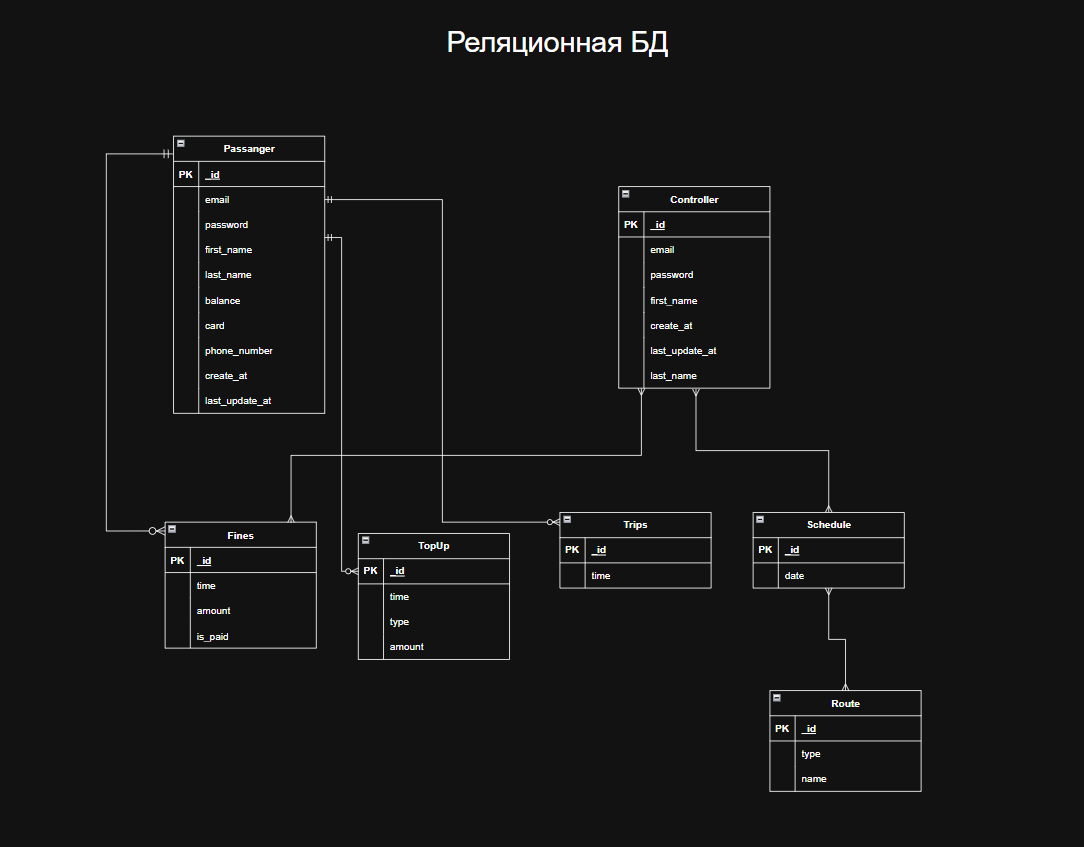 Реляционная БД
Passanger
PK _id
email
password
first_name
last_name
balance
card
phone_number
create_at
last_update_at
Controller
PK _id
email
password
first_name
create_at
last_update_at
last_name
Fines
PK _id
time
amount
is_paid
TopUp
PK _id
time
type
amount
Trips
PK _id
time
Schedule
PK _id
date
Route
PK _id
type
name